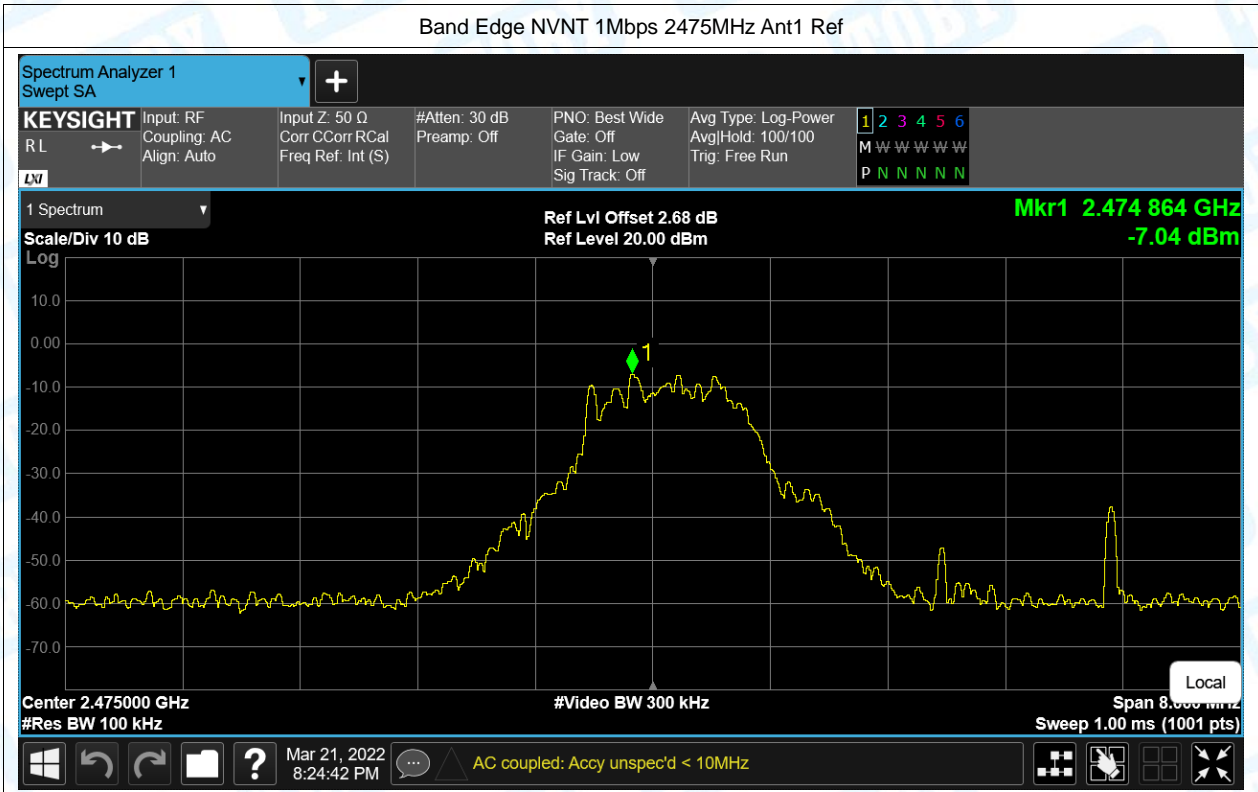 Band Edge NVNT 1Mbps 2475MHz Ant1 Ref
Spectrum Analyzer 1
Swept SA
KEYSIGHT
RL
LXI
Input: RF
Coupling: AC
Align: Auto
Input Z: 50 Ω
Corr CCorr RCal
Freq Ref: Int (S)
#Atten: 30 dB
Preamp: Off
PNO: Best Wide
Gate: Off
IF Gain: Low
Sig Track: Off
Avg Type: Log-Power
Avg|Hold: 100/100
Trig: Free Run
1 2 3 4 5 6
M W W W W W
P N N N N N
1 Spectrum
Scale/Div 10 dB
Ref Lvl Offset 2.68 dB
Ref Level 20.00 dBm
Mkr1 2.474 864 GHz
-7.04 dBm
Log
10.0
0.00
-10.0
-20.0
-30.0
-40.0
-50.0
-60.0
-70.0
1
Center 2.475000 GHz
#Res BW 100 kHz
#Video BW 300 kHz
Span 8.000 MHz
Sweep 1.00 ms (1001 pts)
Local
?
Mar 21, 2022
8:24:42 PM
AC coupled: Accy unspec'd < 10MHz